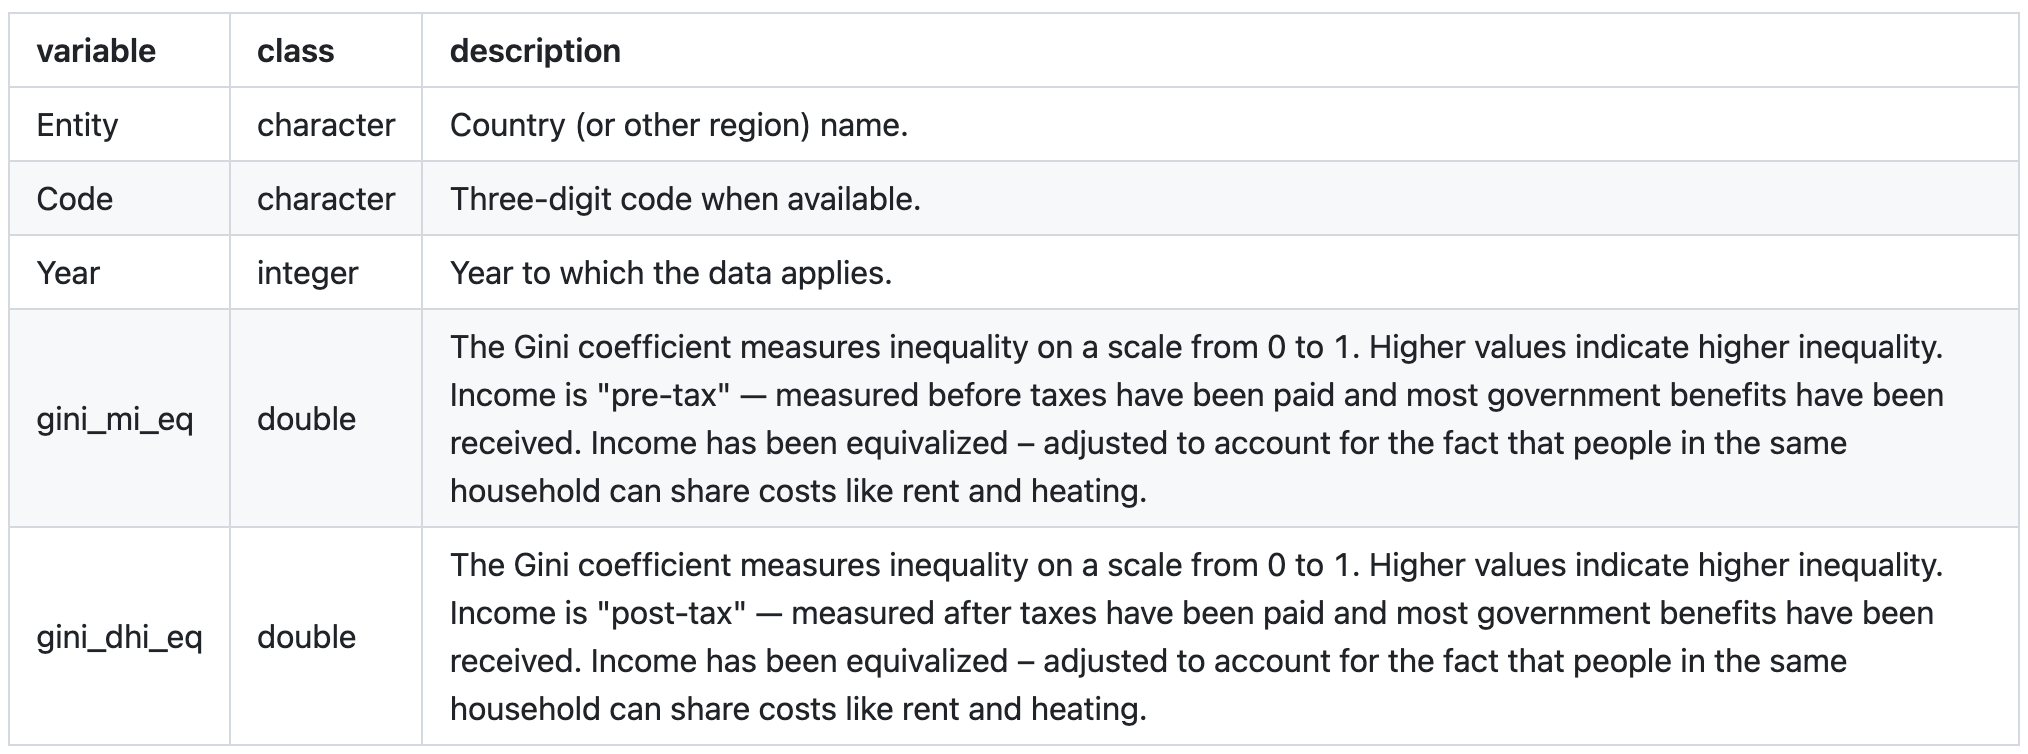 variable class description
Entity character Country (or other region) name.
Code character Three-digit code when available.
Year integer Year to which the data applies.
gini_mi_eq double The Gini coefficient measures inequality on a scale from 0 to 1. Higher values indicate higher inequality.
Income is "pre-tax" — measured before taxes have been paid and most government benefits have been
received. Income has been equivalized – adjusted to account for the fact that people in the same
household can share costs like rent and heating.
gini_dhi_eq double The Gini coefficient measures inequality on a scale from 0 to 1. Higher values indicate higher inequality.
Income is "post-tax" — measured after taxes have been paid and most government benefits have been
received. Income has been equivalized – adjusted to account for the fact that people in the same
household can share costs like rent and heating.